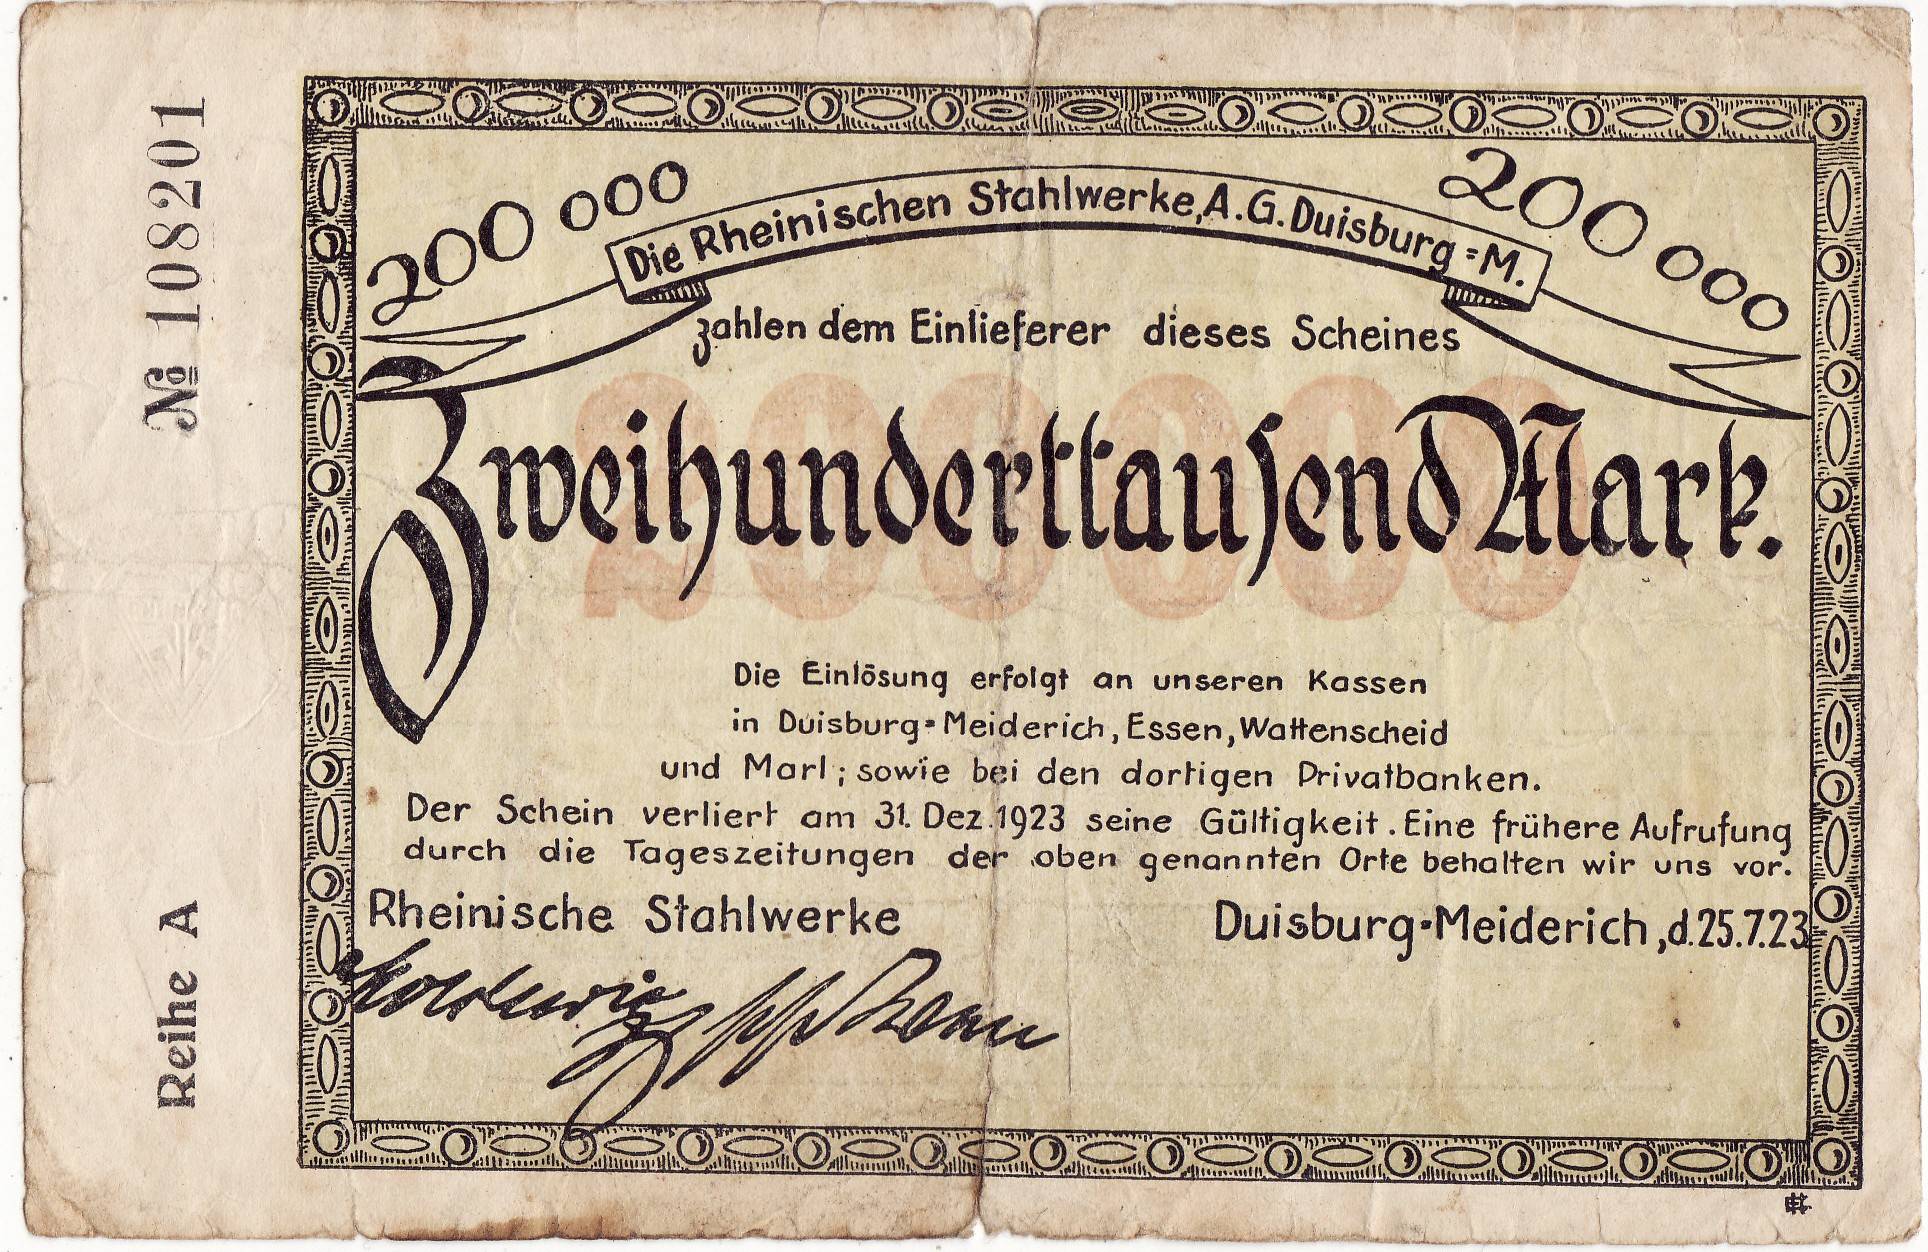 № 108201
Reihe A
200 000
200 000
Die Rheinischen Stahlwerke, A.G. Duisburg=M.
zahlen dem Einlieferer dieses Scheines
200000
Zweihunderttausend Mark.
Die Einlösung erfolgt an unseren Kassen
in Duisburg=Meiderich, Essen, Wattenscheid
und Marl; sowie bei den dortigen Privatbanken.
Der Schein verliert am 31. Dez. 1923 seine Gültigkeit. Eine frühere Aufrufung
durch die Tageszeitungen der oben genannten Orte behalten wir uns vor.
Rheinische Stahlwerke
Duisburg=Meiderich, d. 25.7.23